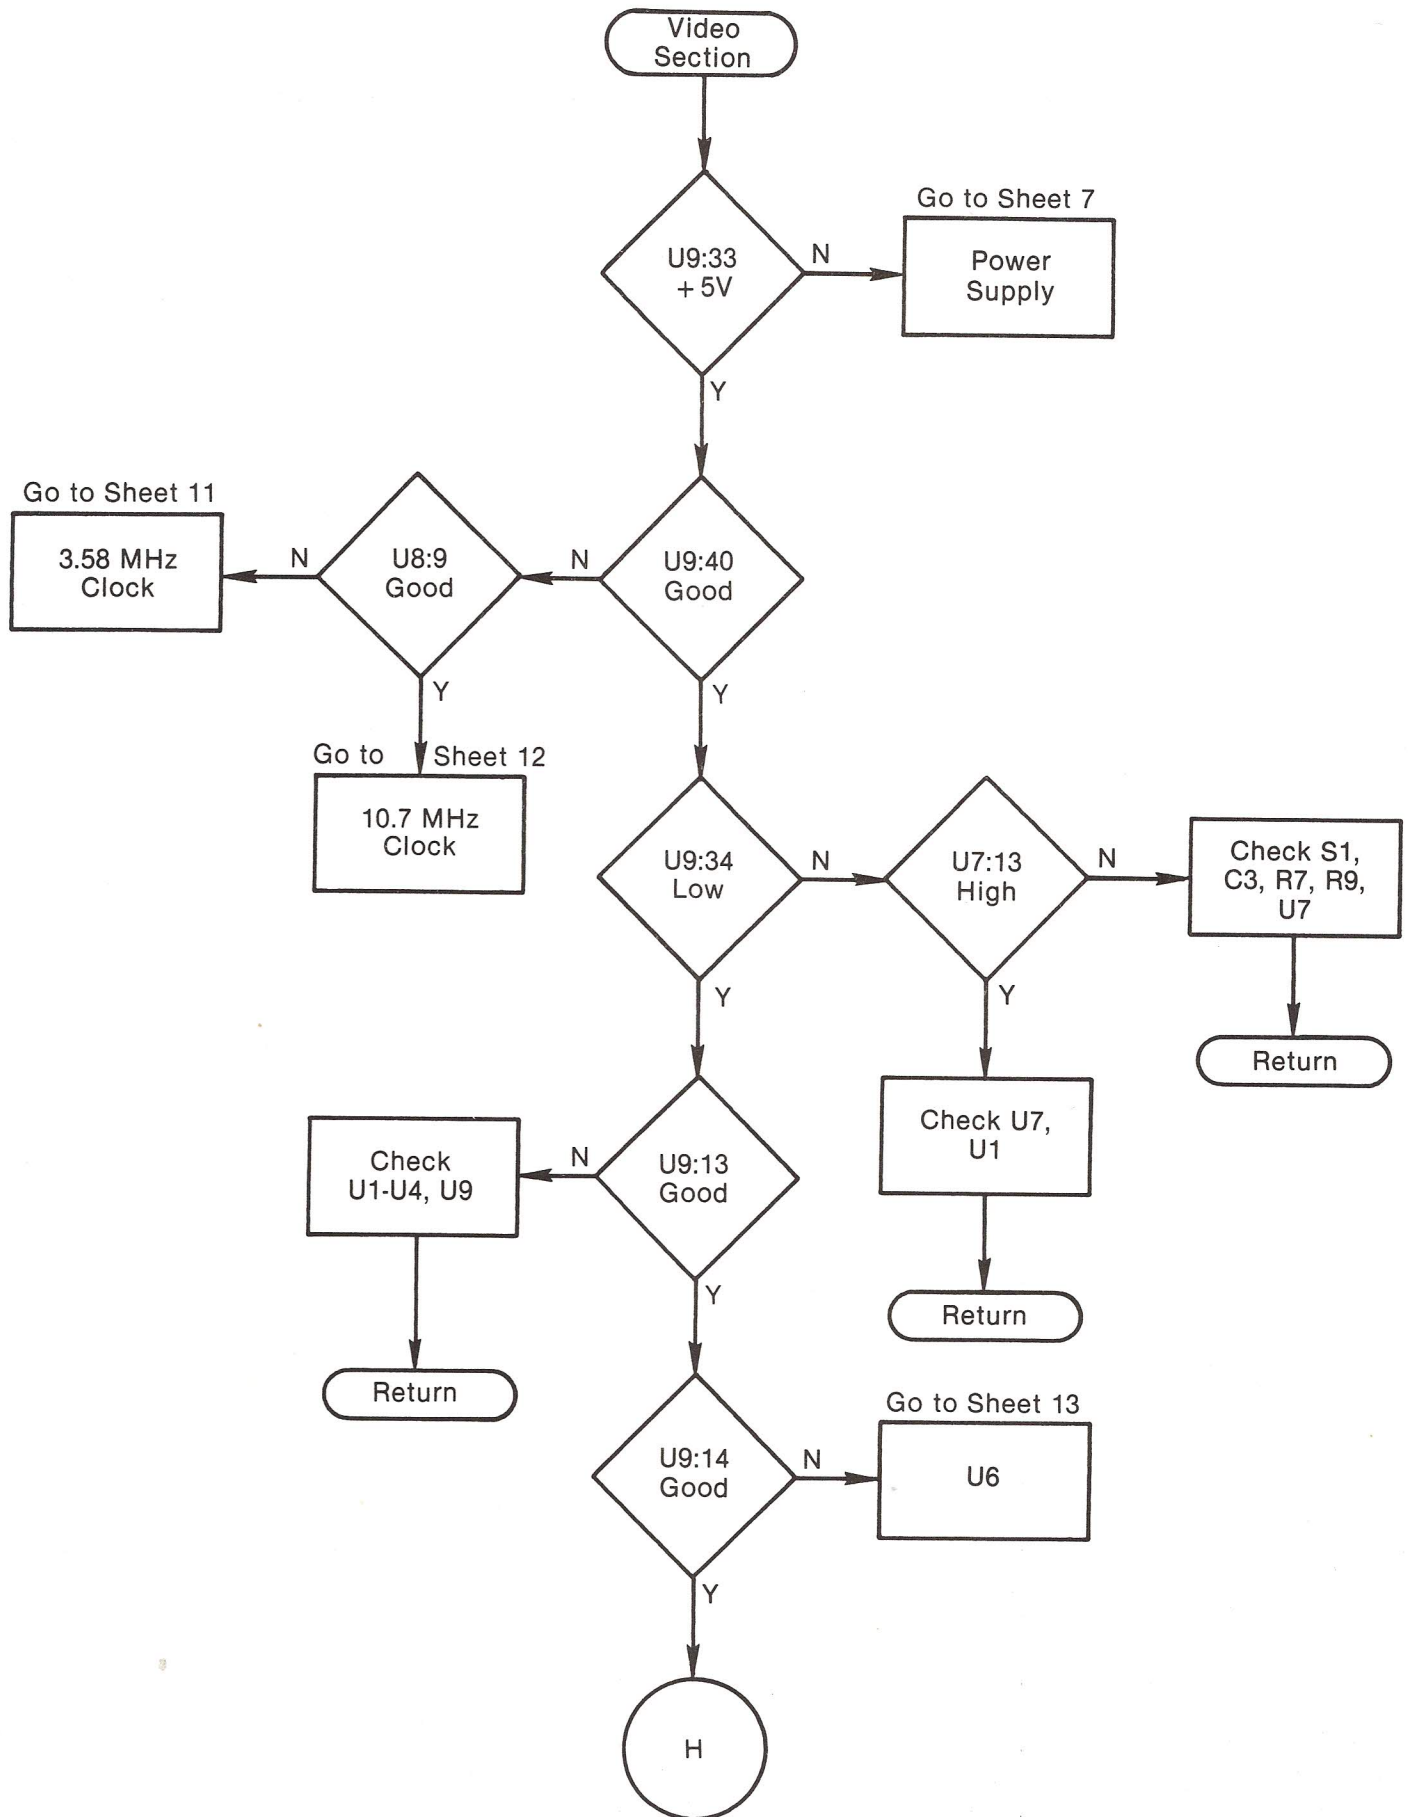 Video
Section
Go to Sheet 7
U9:33
+ 5V
N
Power
Supply
Y
Go to Sheet 11
3.58 MHz
Clock
N
U8:9
Good
N
U9:40
Good
Y
Y
Go to Sheet 12
10.7 MHz
Clock
U9:34
Low
N
U7:13
High
N
Check S1,
C3, R7, R9,
U7
Y
Y
Return
Check
U1-U4, U9
N
U9:13
Good
Check U7,
U1
Y
Return
Return
Go to Sheet 13
U9:14
Good
N
U6
Y
H